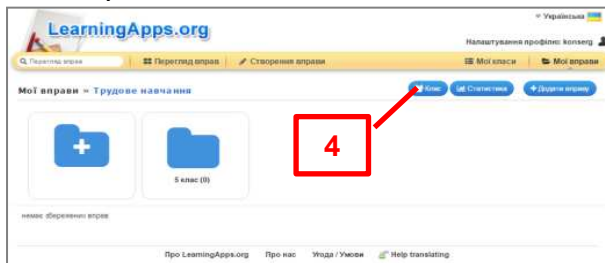 Українська
LearningApps.org
Налаштування профілю: konserg
Перегляд вправ
Перегляд вправ Створення вправи Мої класи Мої вправи
Мої вправи » Трудове навчання
Клас Статистика Додати вправу
4
5 клас (0)
немає збережених вправ
Про LearningApps.org Про нас Угода / Умови Help translating